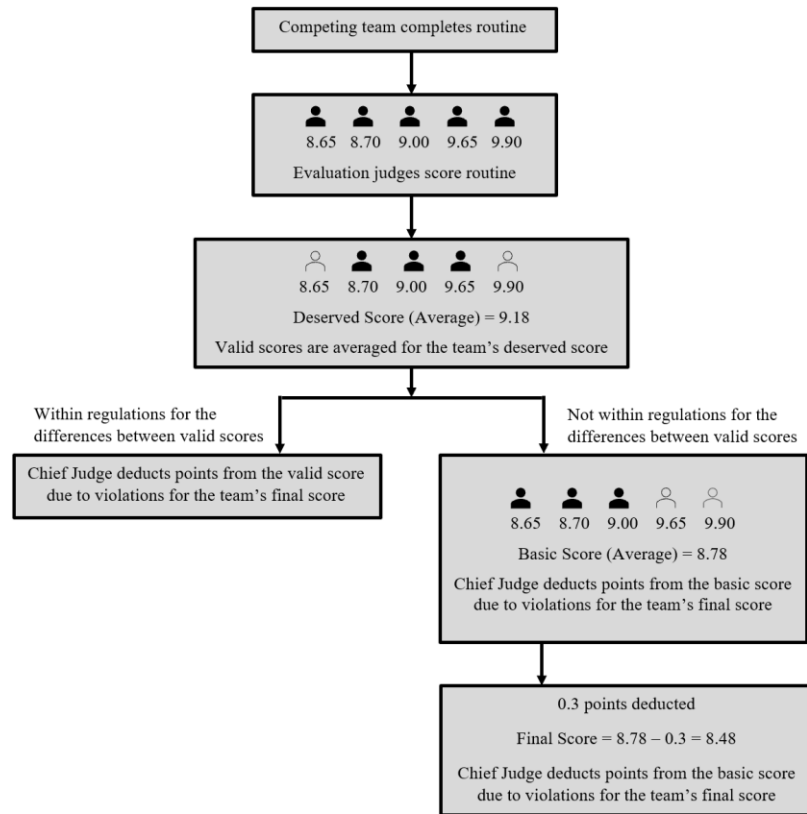 Competing team completes routine
8.65 8.70 9.00 9.65 9.90
Evaluation judges score routine
8.65 8.70 9.00 9.65 9.90
Deserved Score (Average) = 9.18
Valid scores are averaged for the team's deserved score
Within regulations for the
differences between valid scores
Chief Judge deducts points from the valid score
due to violations for the team's final score
Not within regulations for the
differences between valid scores
8.65 8.70 9.00 9.65 9.90
Basic Score (Average) = 8.78
Chief Judge deducts points from the basic score
due to violations for the team's final score
0.3 points deducted
Final Score = 8.78 – 0.3 = 8.48
Chief Judge deducts points from the basic score
due to violations for the team's final score